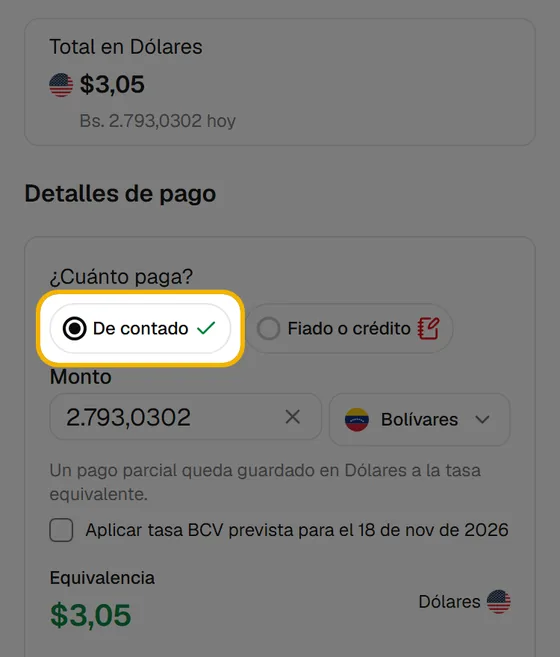 Total en Dólares
$3,05
Bs. 2.793,0302 hoy
Detalles de pago
¿Cuánto paga?
De contado
Fiado o crédito
Monto
2.793,0302
Bolívares
Un pago parcial queda guardado en Dólares a la tasa
equivalente.
Aplicar tasa BCV prevista para el 18 de nov de 2026
Equivalencia
$3,05
Dólares